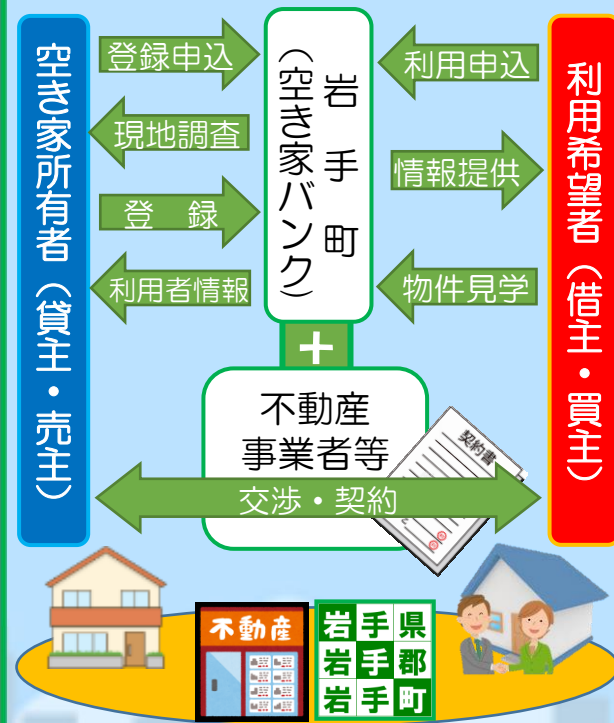 空き家所有者（貸主・売主）
登録申込
現地調査
登　録
利用者情報
岩手町
（空き家バンク）
利用申込
情報提供
物件見学
利用希望者（借主・買主）
＋
不動産
事業者等
契約書
交渉・契約
不動産
岩手県
岩手郡
岩手町